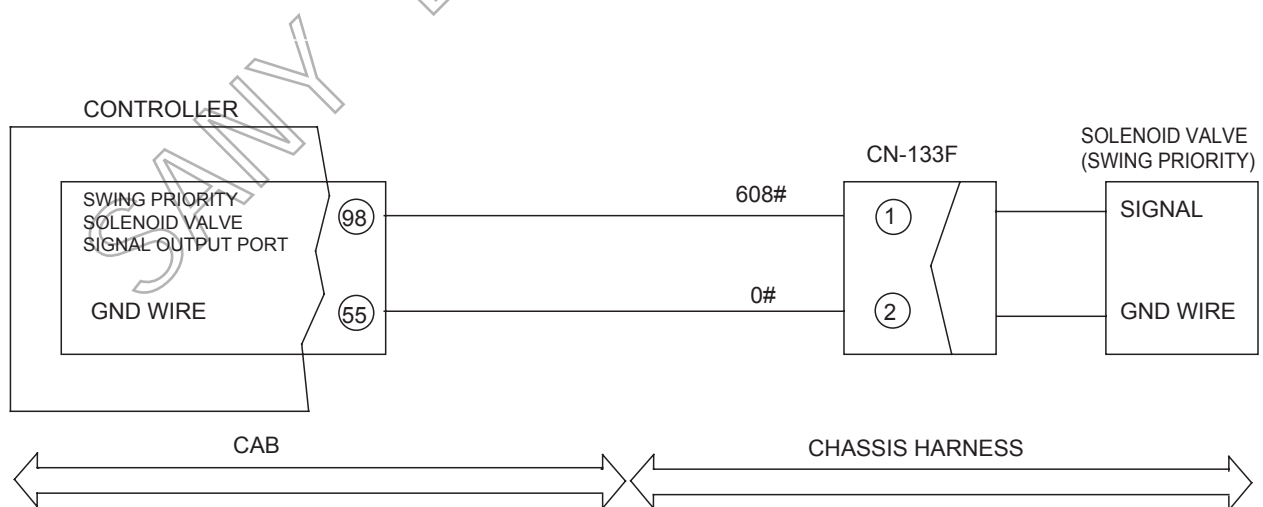 SANY
CONTROLLER
SWING PRIORITY
SOLENOID VALVE
SIGNAL OUTPUT PORT
98
GND WIRE
55
608#
0#
CN-133F
1
2
SOLENOID VALVE
(SWING PRIORITY)
SIGNAL
GND WIRE
CAB
CHASSIS HARNESS